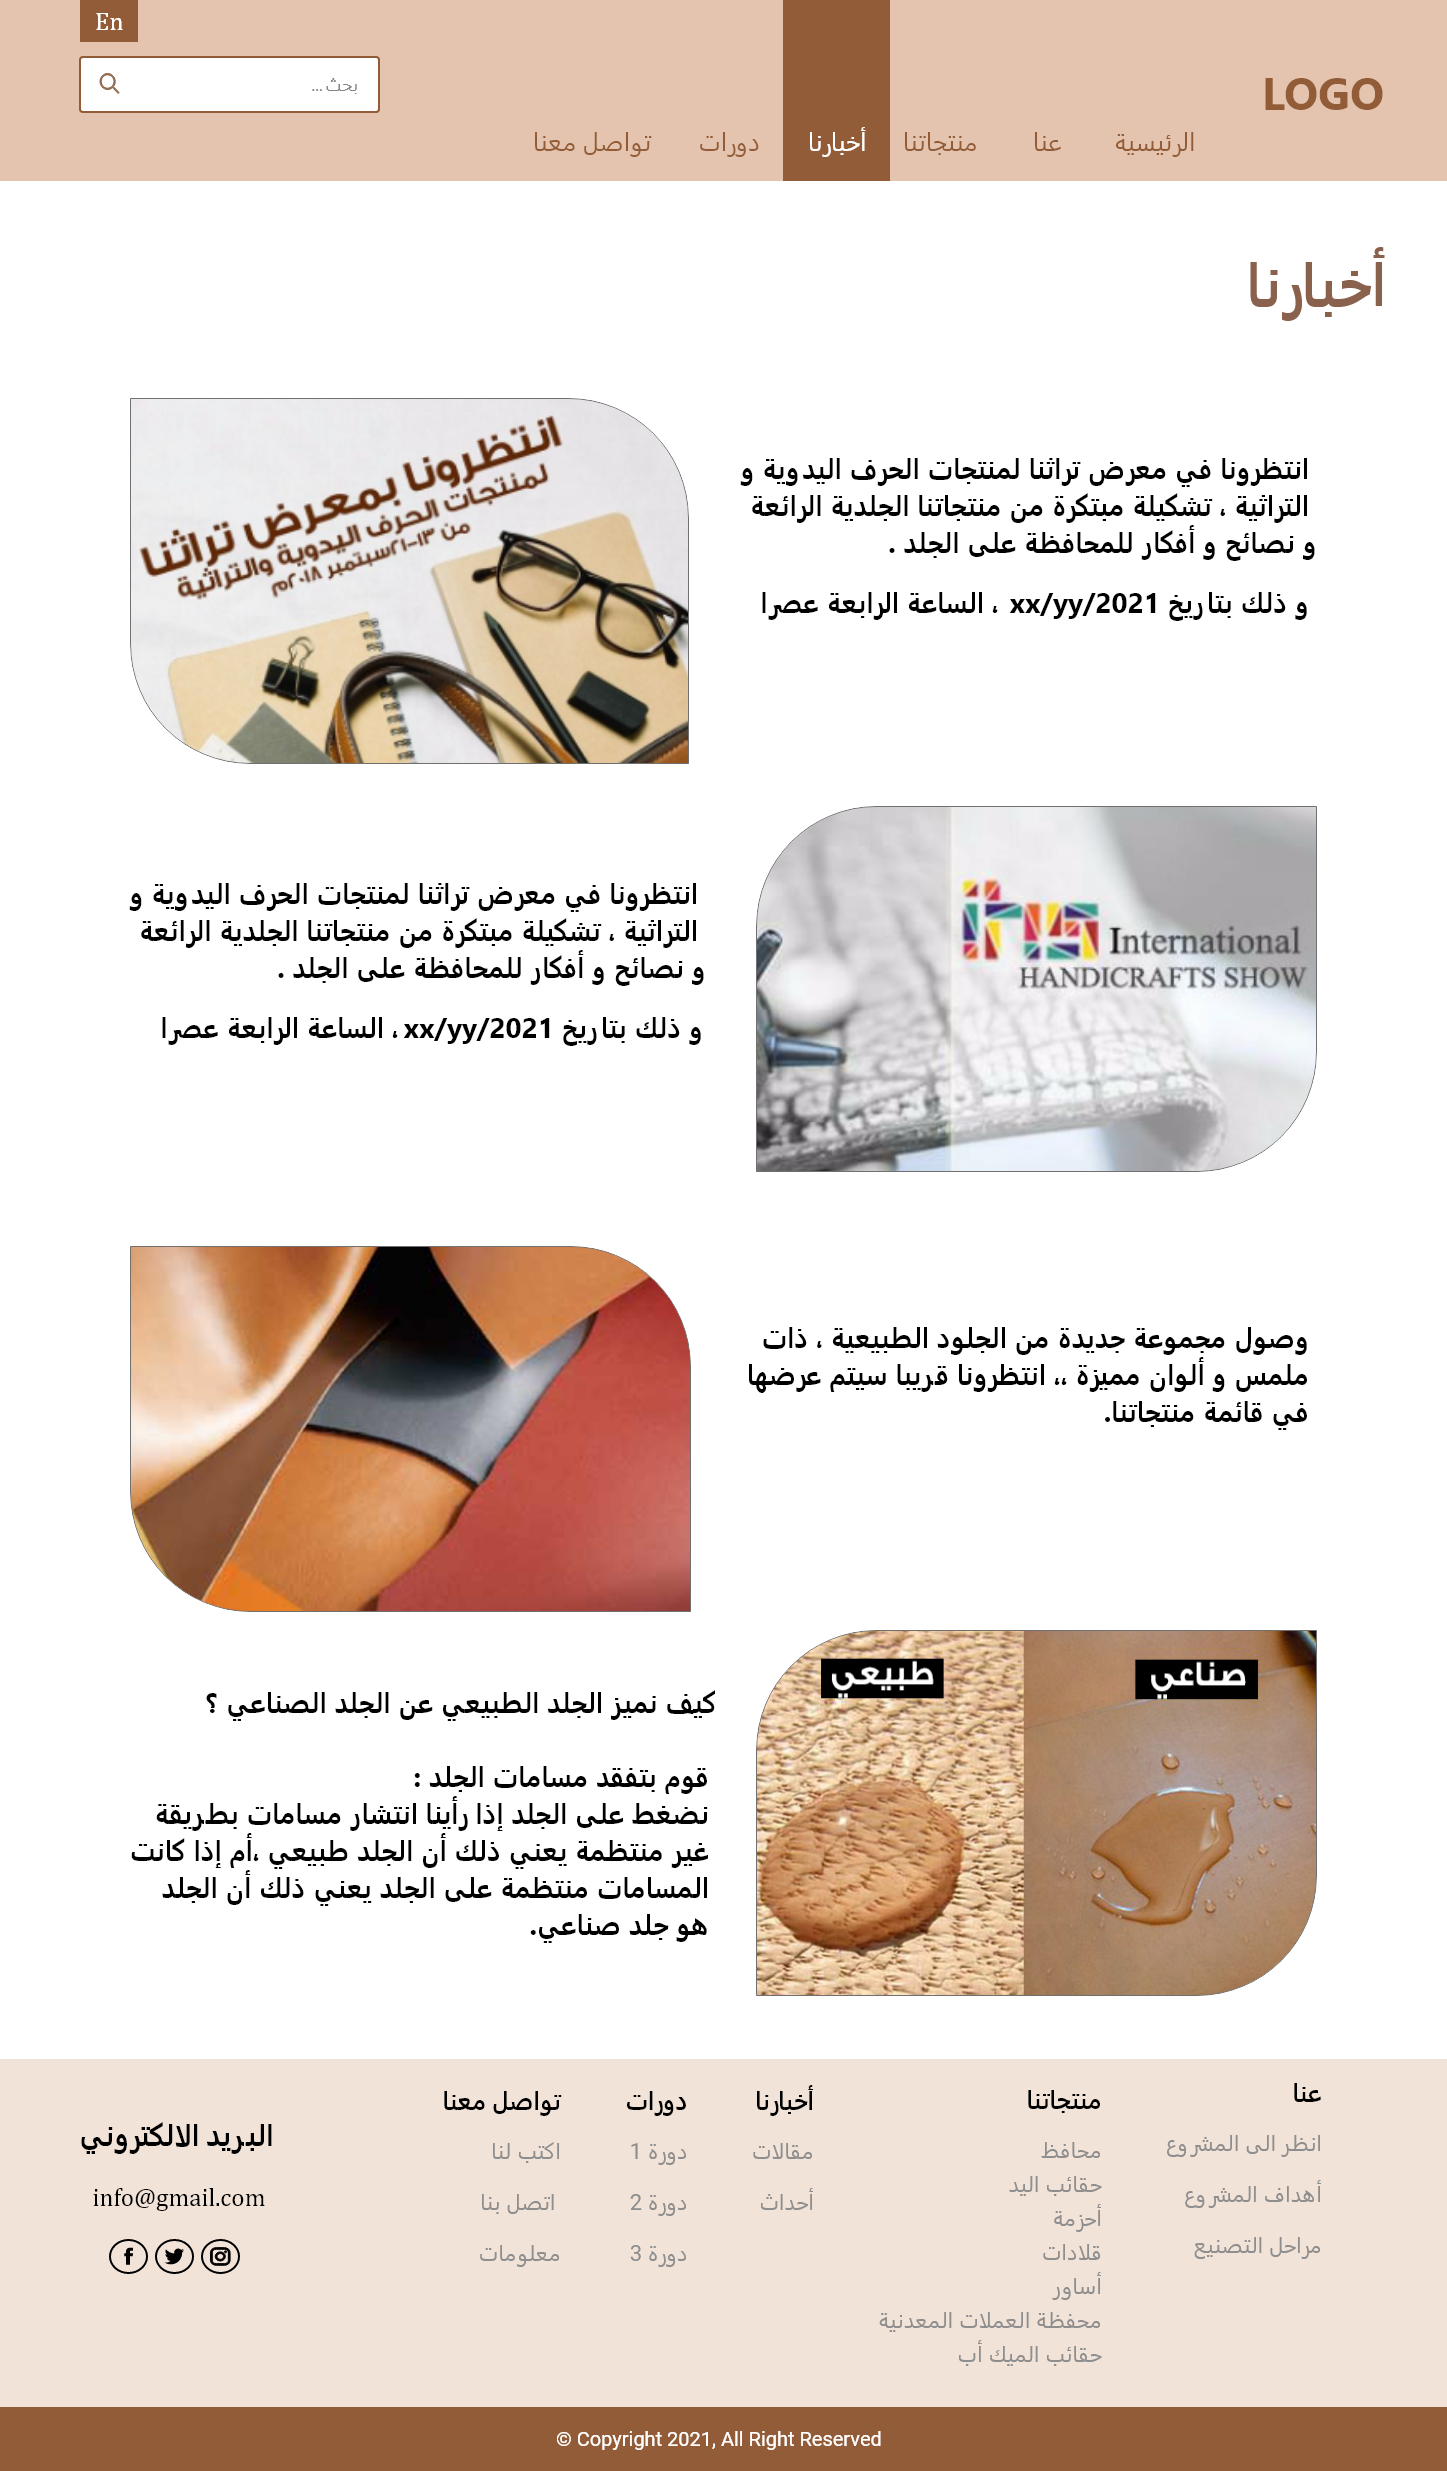 En
بحث ...
LOGO
الرئيسية
عنا
منتجاتنا
أخبارنا
دورات
تواصل معنا
أخبارنا
انتظرونا بمعرض تراثنا
لمنتجات الحرف اليدوية والتراثية
من ١٣-٢١سبتمبر ٢٠١٨م
انتظرونا في معرض تراثنا لمنتجات الحرف اليدوية و
التراثية ، تشكيلة مبتكرة من منتجاتنا الجلدية الرائعة
و نصائح و أفكار للمحافظة على الجلد .
و ذلك بتاريخ xx/yy/2021 ، الساعة الرابعة عصرا
ihs International
HANDICRAFTS SHOW
انتظرونا في معرض تراثنا لمنتجات الحرف اليدوية و
التراثية ، تشكيلة مبتكرة من منتجاتنا الجلدية الرائعة
و نصائح و أفكار للمحافظة على الجلد .
و ذلك بتاريخ xx/yy/2021 ، الساعة الرابعة عصرا
وصول مجموعة جديدة من الجلود الطبيعية ، ذات
ملمس و ألوان مميزة ،، انتظرونا قريبا سيتم عرضها
في قائمة منتجاتنا.
صناعي
طبيعي
كيف نميز الجلد الطبيعي عن الجلد الصناعي ؟
قوم بتفقد مسامات الجلد :
نضغط على الجلد إذا رأينا انتشار مسامات بطريقة
غير منتظمة يعني ذلك أن الجلد طبيعي ،أم إذا كانت
المسامات منتظمة على الجلد يعني ذلك أن الجلد
هو جلد صناعي.
عنا
انظر الى المشروع
أهداف المشروع
مراحل التصنيع
منتجاتنا
محافظ
حقائب اليد
أحزمة
قلادات
أساور
محفظة العملات المعدنية
حقائب الميك أب
أخبارنا
مقالات
أحداث
دورات
دورة 1
دورة 2
دورة 3
تواصل معنا
اكتب لنا
اتصل بنا
معلومات
البريد الالكتروني
info@gmail.com
© Copyright 2021, All Right Reserved